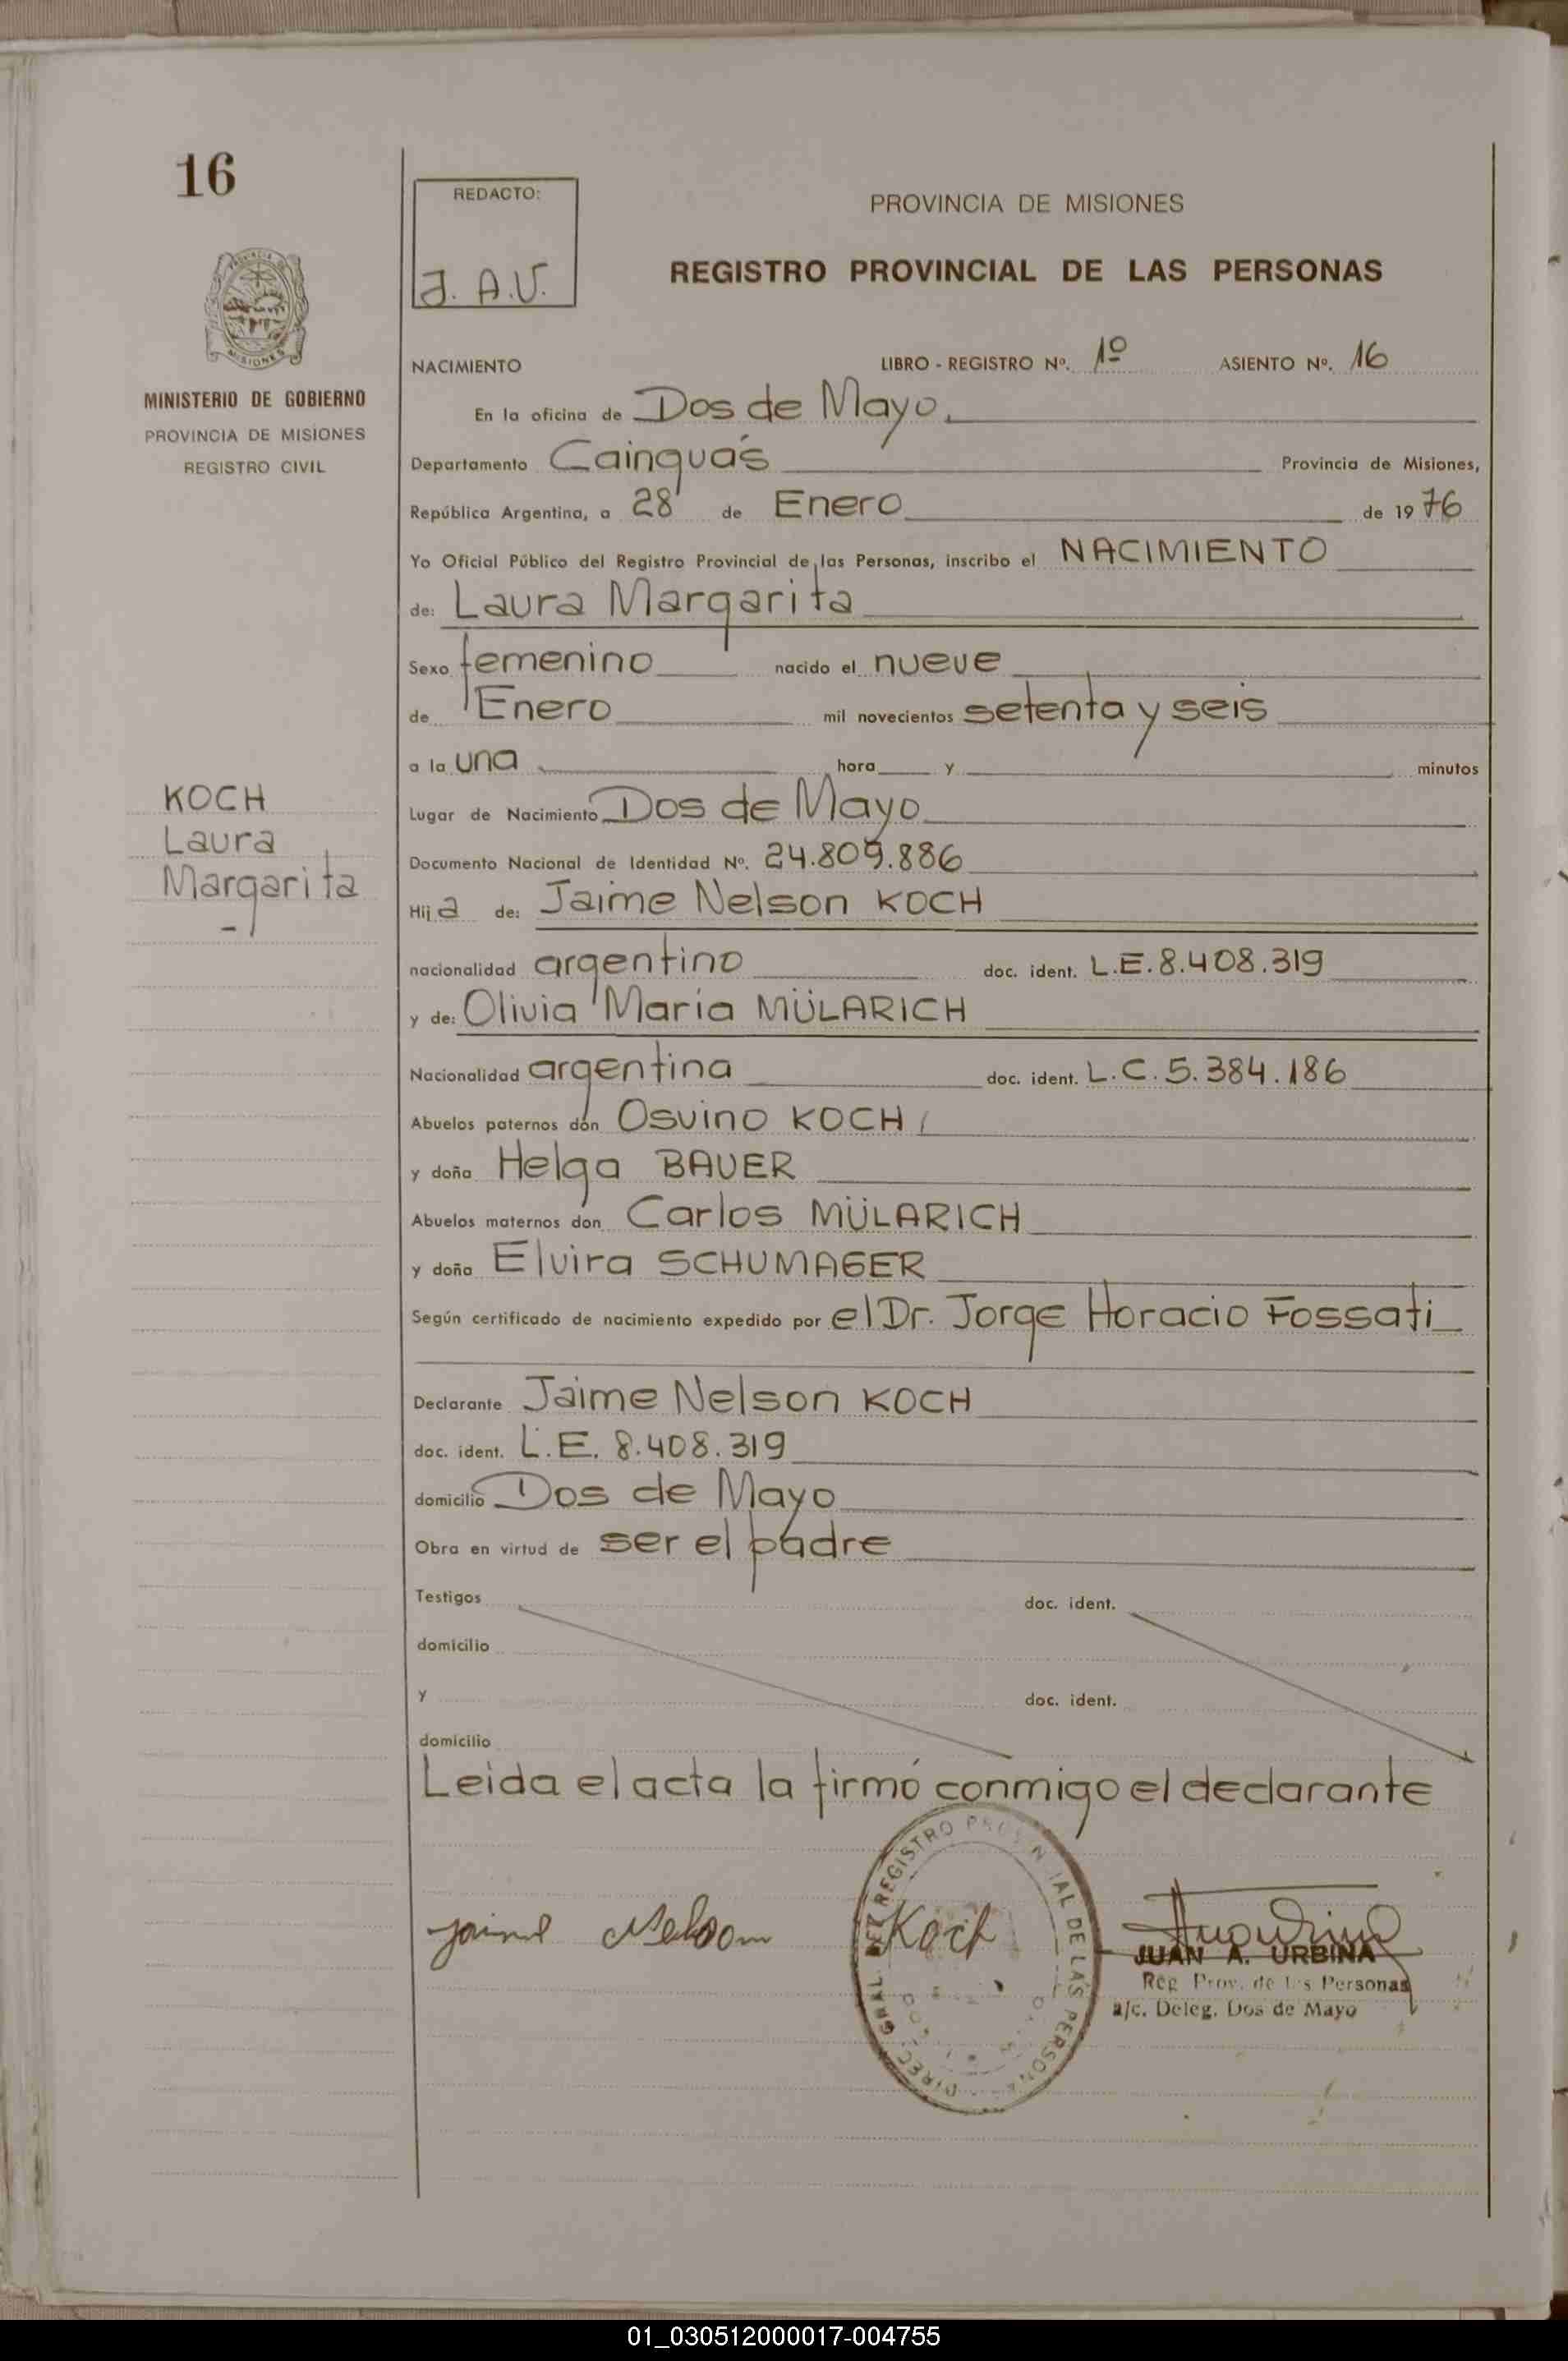 16
REDACTO:
J. A.U.
PROVINCIA DE MISIONES
REGISTRO PROVINCIAL DE LAS PERSONAS
MISIONES
MINISTERIO DE GOBIERNO
PROVINCIA DE MISIONES
REGISTRO CIVIL
NACIMIENTO LIBRO - REGISTRO Nº. 1º ASIENTO Nº. 16
En la oficina de Dos de Mayo.
Departamento Cainguás Provincia de Misiones,
República Argentina, a 28 de Enero de 1976
Yo Oficial Público del Registro Provincial de las Personas, inscribo el NACIMIENTO
de: Laura Margarita
Sexo femenino nacido el nueve
de Enero mil novecientos setenta y seis
a la una hora y minutos
KOCH
Laura
Margarita
Lugar de Nacimiento Dos de Mayo
Documento Nacional de Identidad Nº. 24.809.886
Hija de: Jaime Nelson KOCH
nacionalidad argentino doc. ident. L.E.8.408.319
y de: Olivia María MÜLARICH
Nacionalidad argentina doc. ident. L.C.5.384.186
Abuelos paternos don Osvino KOCH
y doña Helga BAUER
Abuelos maternos don Carlos MÜLARICH
y doña Elvira SCHUMAGER
Según certificado de nacimiento expedido por el Dr. Jorge Horacio Fossati
Declarante Jaime Nelson KOCH
doc. ident. L.E. 8.408.319
domicilio Dos de Mayo
Obra en virtud de ser el padre
Testigos doc. ident.
domicilio
y doc. ident.
domicilio
Leida el acta la firmó conmigo el declarante
DIREC. GRAL. DEL REGISTRO PROVINCIAL DE LAS PERSONAS
Jaime Nelson Koch
JUAN A. URBINA
Reg Prov. de las Personas
a/c. Deleg. Dos de Mayo
01_030512000017-004755